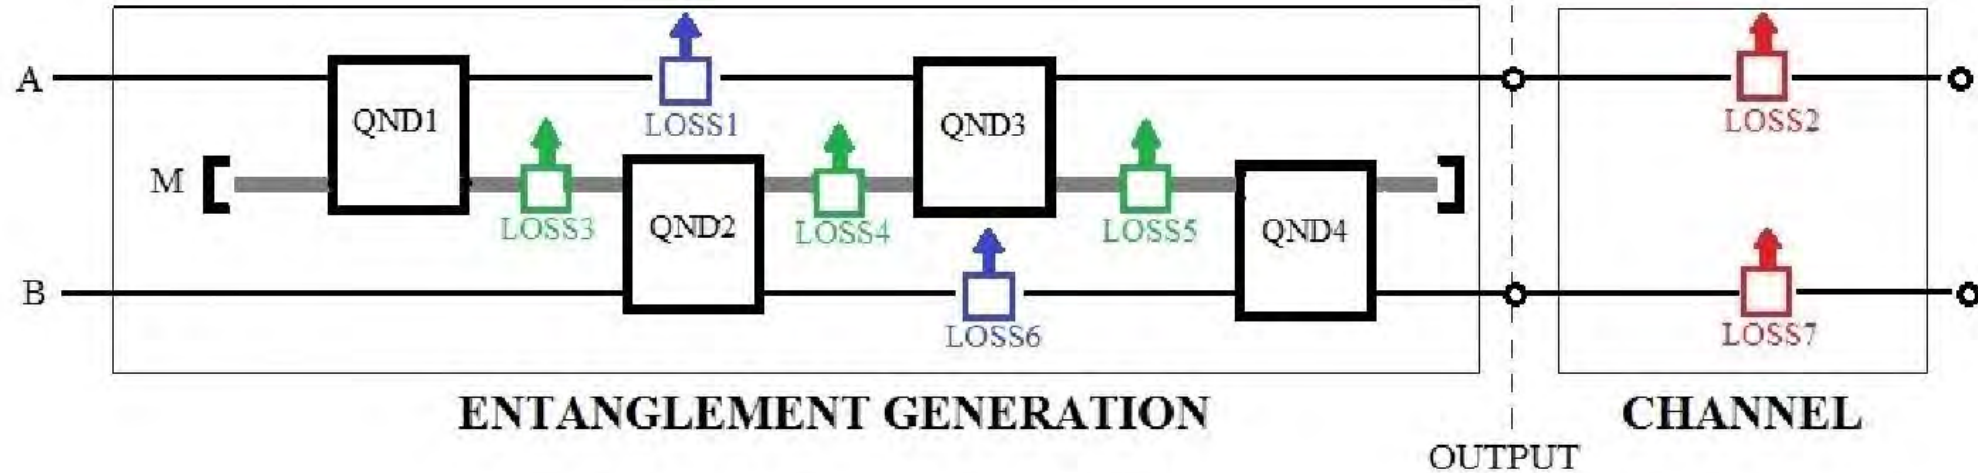 A
QND1
LOSS1
QND3
LOSS2
M
LOSS3
QND2
LOSS4
LOSS5
QND4
B
LOSS6
LOSS7
ENTANGLEMENT GENERATION
CHANNEL
OUTPUT